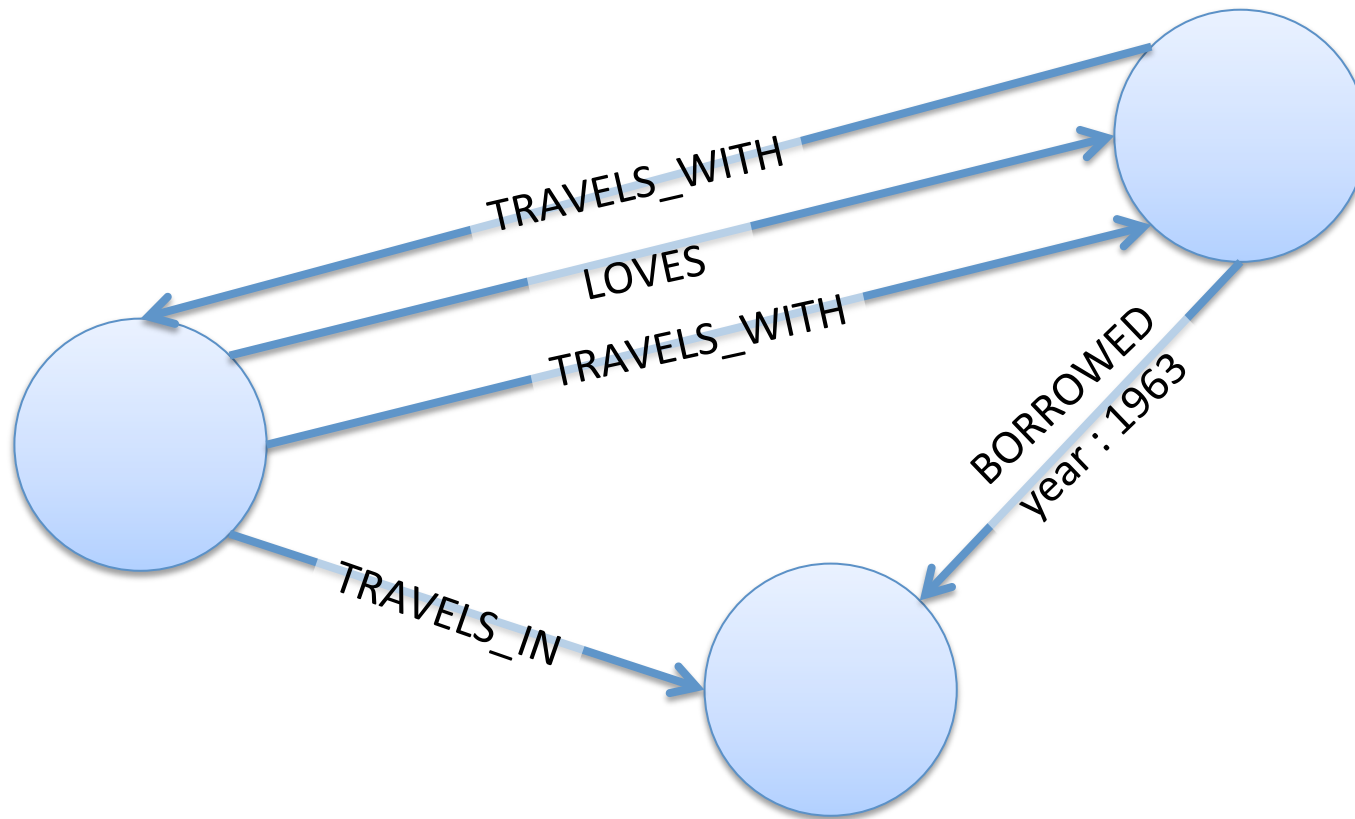 TRAVELS_WITH
LOVES
TRAVELS_WITH
BORROWED
year : 1963
TRAVELS_IN